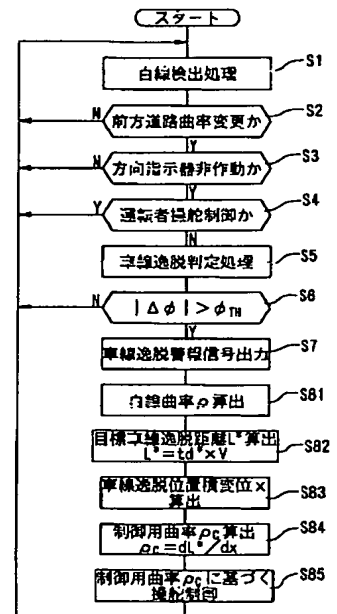 スタート
白線検出処理
S1
前方道路曲率変更か
S2
N
Y
方向指示器非作動か
S3
N
Y
運転者操舵制御か
S4
Y
N
車線逸脱判定処理
S5
|Δφ|>φTH
S6
N
Y
車線逸脱警報信号出力
S7
白線曲率ρ算出
S81
目標車線逸脱距離L*算出
L*=td*×V
S82
車線逸脱位置横変位x
算出
S83
制御用曲率ρc算出
ρc=dL*/dx
S84
制御用曲率ρcに基づく
操舵制御
S85